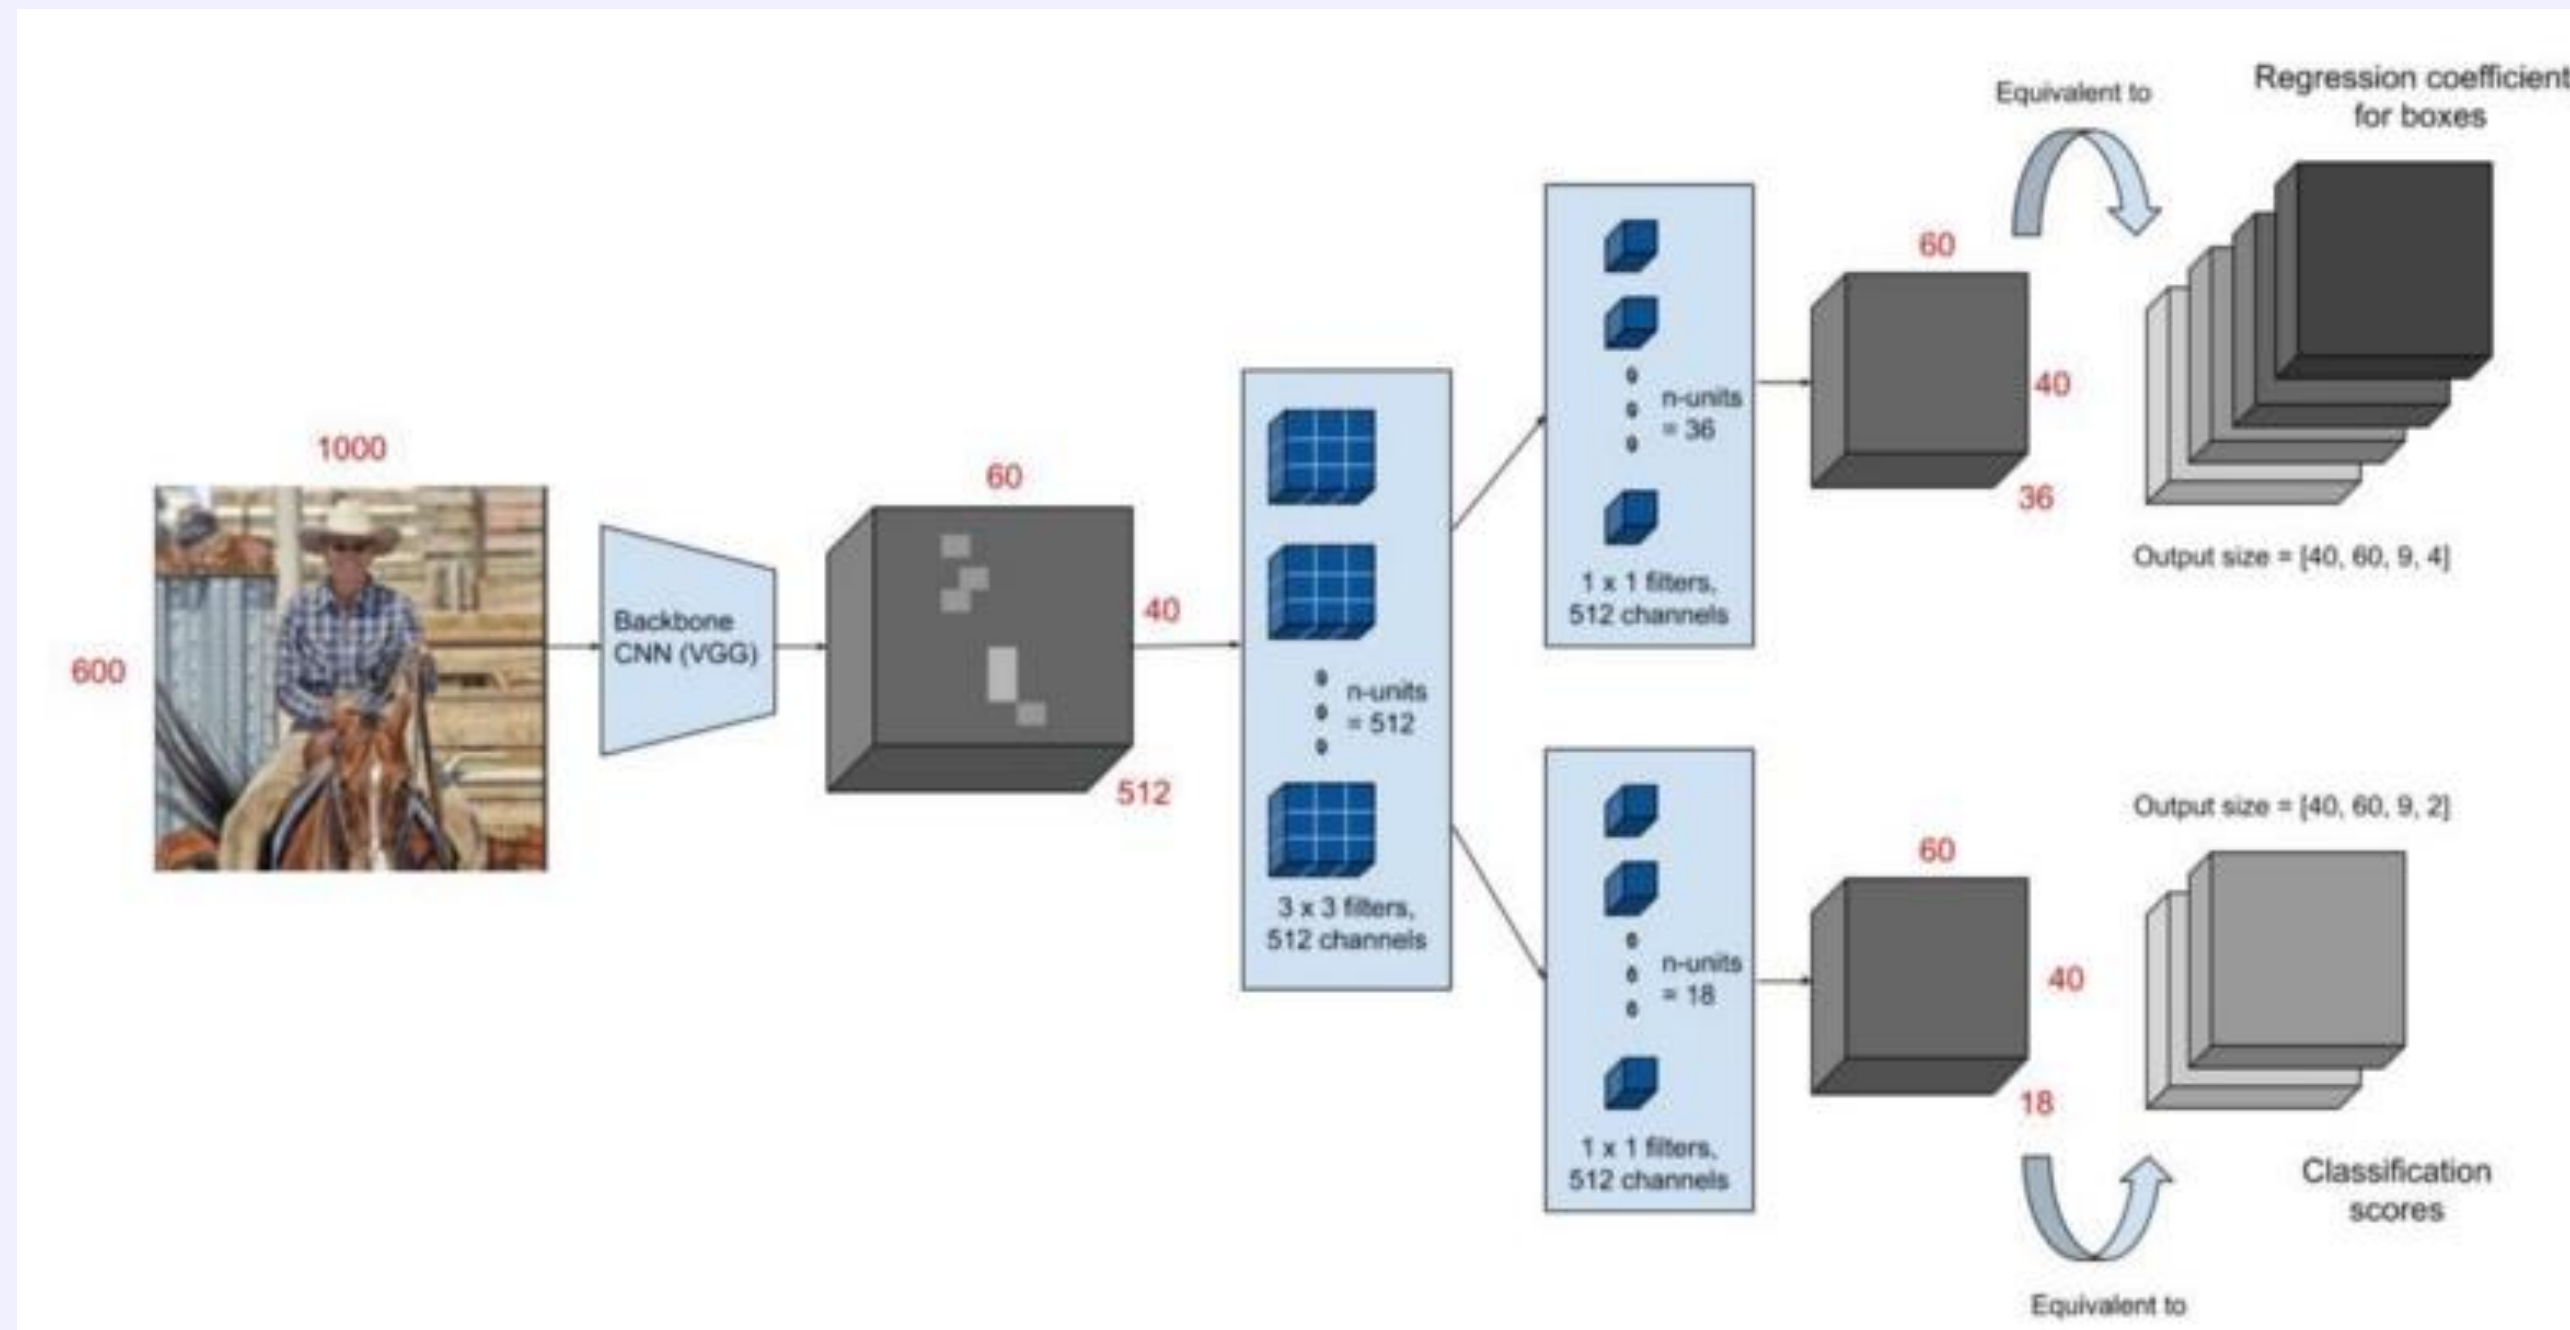 1000
600
Backbone
CNN (VGG)
60
40
512
n-units
= 512
3 x 3 filters,
512 channels
n-units
= 36
1 x 1 filters,
512 channels
60
40
36
Equivalent to
Regression coefficient
for boxes
Output size = [40, 60, 9, 4]
n-units
= 18
1 x 1 filters,
512 channels
60
40
18
Output size = [40, 60, 9, 2]
Classification
scores
Equivalent to